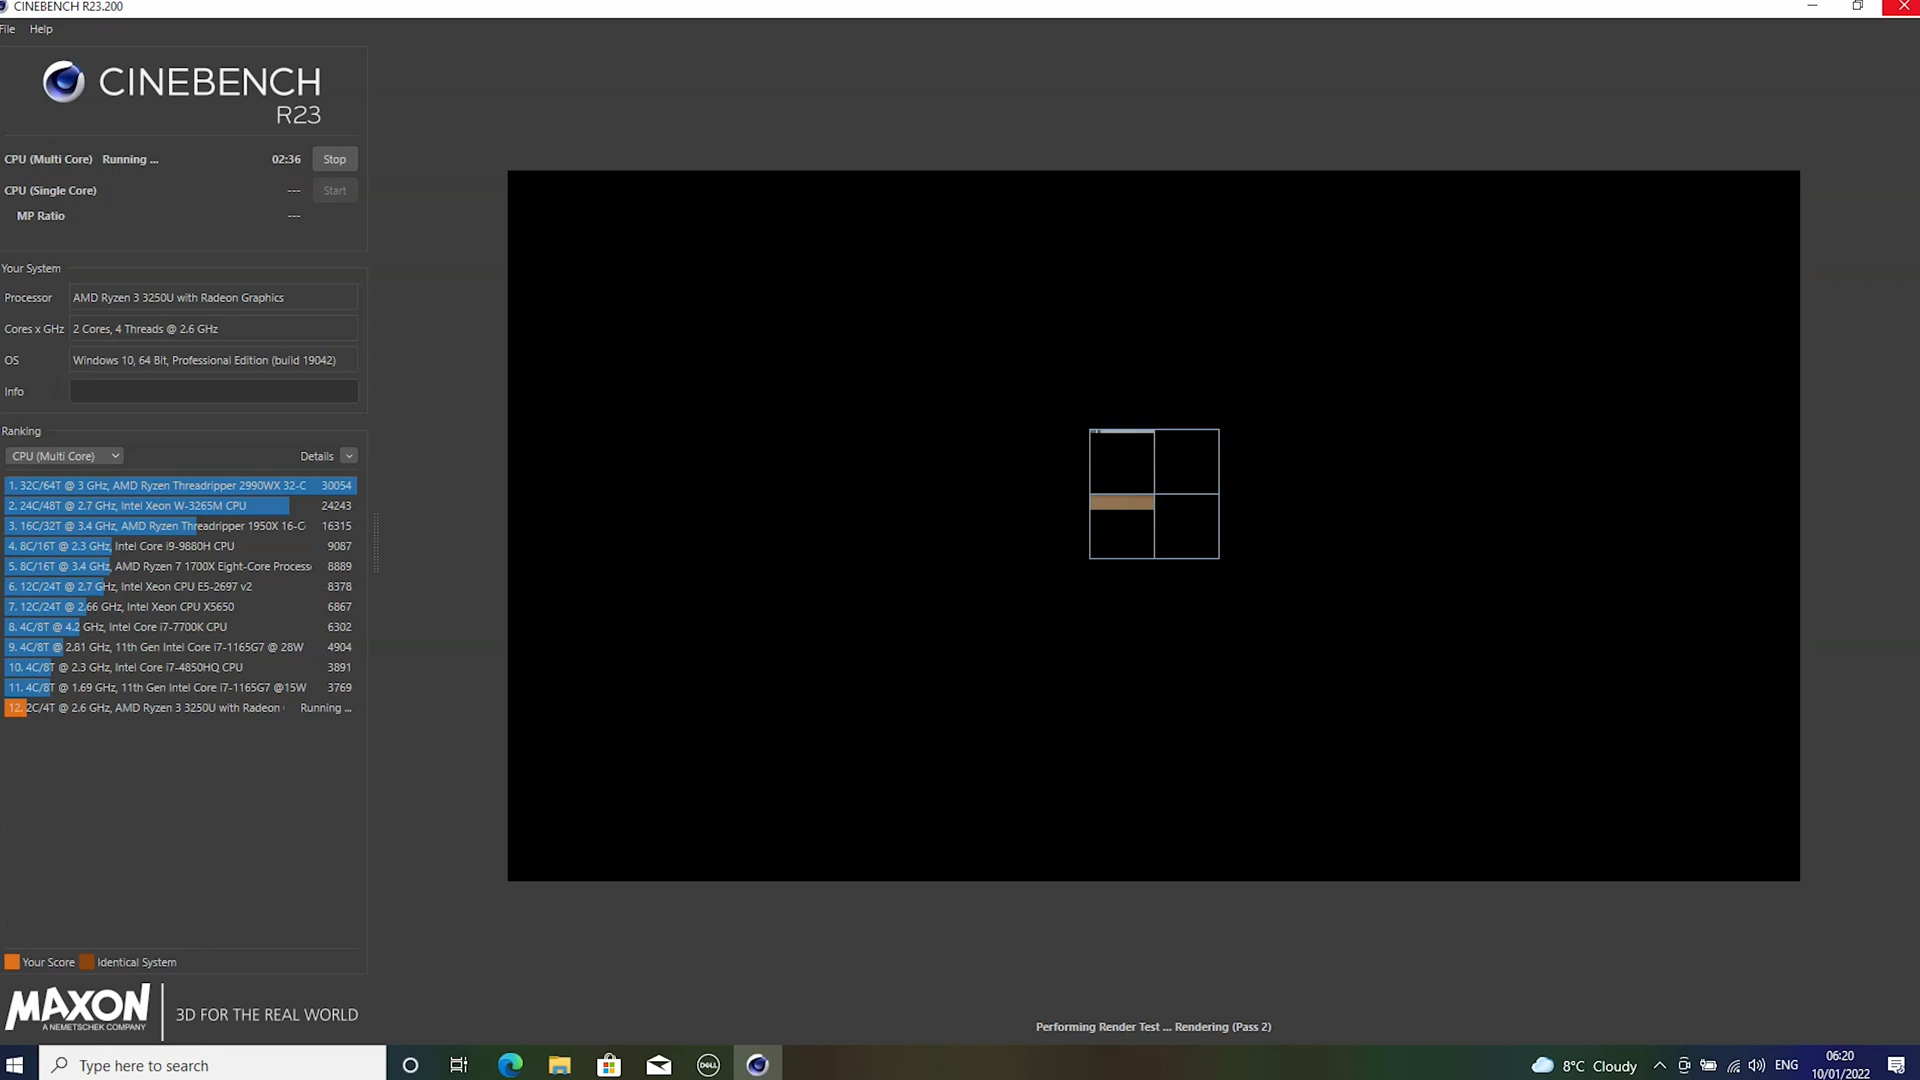 CINEBENCH R23.200
File Help
CINEBENCH
R23
CPU (Multi Core) Running ... 02:36 Stop
CPU (Single Core) --- Start
MP Ratio ---
Your System
Processor AMD Ryzen 3 3250U with Radeon Graphics
Cores x GHz 2 Cores, 4 Threads @ 2.6 GHz
OS Windows 10, 64 Bit, Professional Edition (build 19042)
Info
Ranking
CPU (Multi Core) Details
1. 32C/64T @ 3 GHz, AMD Ryzen Threadripper 2990WX 32-C 30054
2. 24C/48T @ 2.7 GHz, Intel Xeon W-3265M CPU 24243
3. 16C/32T @ 3.4 GHz, AMD Ryzen Threadripper 1950X 16-C 16315
4. 8C/16T @ 2.3 GHz, Intel Core i9-9880H CPU 9087
5. 8C/16T @ 3.4 GHz, AMD Ryzen 7 1700X Eight-Core Process 8889
6. 12C/24T @ 2.7 GHz, Intel Xeon CPU E5-2697 v2 8378
7. 12C/24T @ 2.66 GHz, Intel Xeon CPU X5650 6867
8. 4C/8T @ 4.2 GHz, Intel Core i7-7700K CPU 6302
9. 4C/8T @ 2.81 GHz, 11th Gen Intel Core i7-1165G7 @ 28W 4904
10. 4C/8T @ 2.3 GHz, Intel Core i7-4850HQ CPU 3891
11. 4C/8T @ 1.69 GHz, 11th Gen Intel Core i7-1165G7 @15W 3769
12. 2C/4T @ 2.6 GHz, AMD Ryzen 3 3250U with Radeon Running ...
Your Score Identical System
MAXON
A NEMETSCHEK COMPANY
3D FOR THE REAL WORLD
Performing Render Test ... Rendering (Pass 2)
Type here to search
DELL
8°C Cloudy
ENG
06:20
10/01/2022